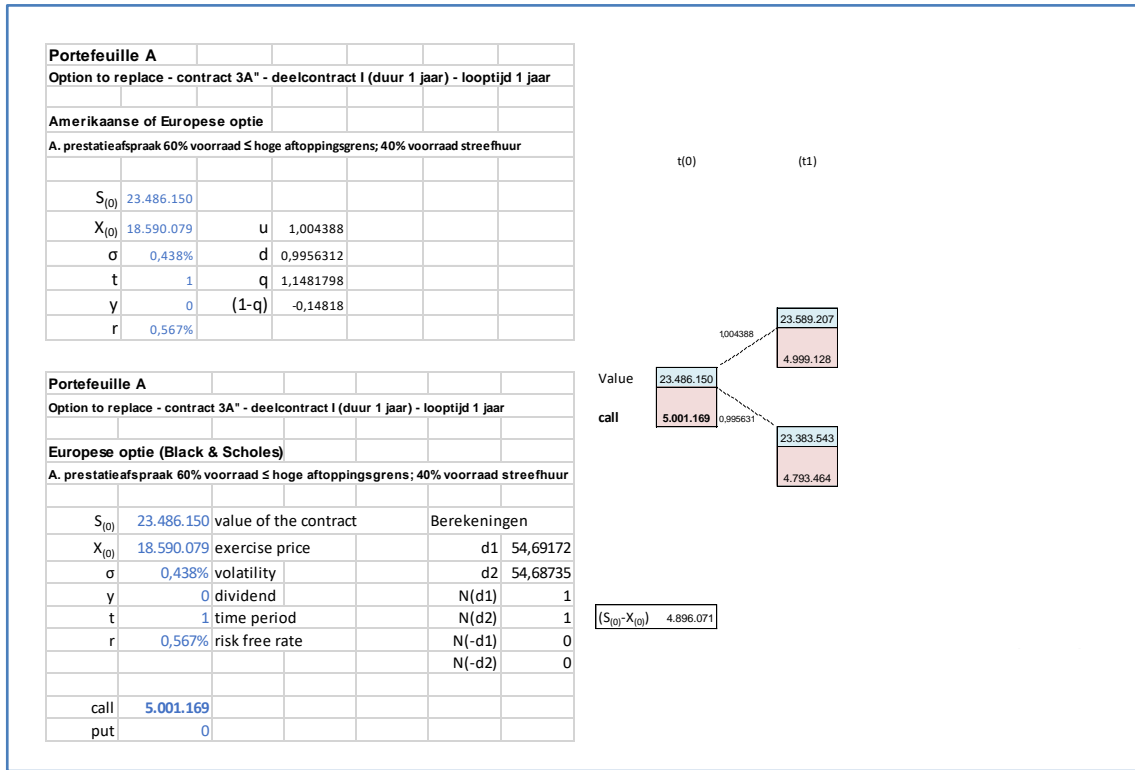 Portefeuille A
Option to replace - contract 3A" - deelcontract I (duur 1 jaar) - looptijd 1 jaar
Amerikaanse of Europese optie
A. prestatieafspraak 60% voorraad ≤ hoge aftoppingsgrens; 40% voorraad streefhuur
S(0) 23.486.150
X(0) 18.590.079 u 1,004388
σ 0,438% d 0,9956312
t 1 q 1,1481798
y 0 (1-q) -0,14818
r 0,567%
t(0) (t1)
23.589.207
1,004388
4.999.128
Value 23.486.150
call 5.001.169 0,995631
23.383.543
4.793.464
Portefeuille A
Option to replace - contract 3A" - deelcontract I (duur 1 jaar) - looptijd 1 jaar
Europese optie (Black & Scholes)
A. prestatieafspraak 60% voorraad ≤ hoge aftoppingsgrens; 40% voorraad streefhuur
S(0) 23.486.150 value of the contract Berekeningen
X(0) 18.590.079 exercise price d1 54,69172
σ 0,438% volatility d2 54,68735
y 0 dividend N(d1) 1
t 1 time period N(d2) 1
r 0,567% risk free rate N(-d1) 0
N(-d2) 0
(S(0)-X(0)) 4.896.071
call 5.001.169
put 0